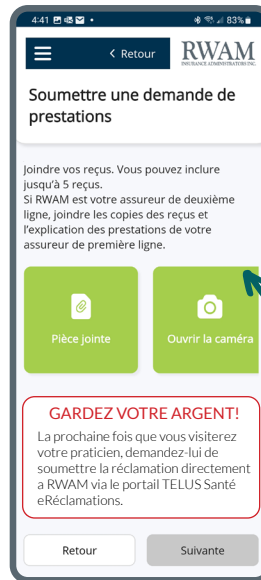 4:41 83%
< Retour RWAM
INSURANCE ADMINISTRATORS INC.
Soumettre une demande de
prestations
Joindre vos reçus. Vous pouvez inclure
jusqu'à 5 reçus.
Si RWAM est votre assureur de deuxième
ligne, joindre les copies des reçus et
l'explication des prestations de votre
assureur de première ligne.
Pièce jointe Ouvrir la caméra
GARDEZ VOTRE ARGENT!
La prochaine fois que vous visiterez
votre praticien, demandez-lui de
soumettre la réclamation directement
a RWAM via le portail TELUS Santé
eRéclamations.
Retour Suivante